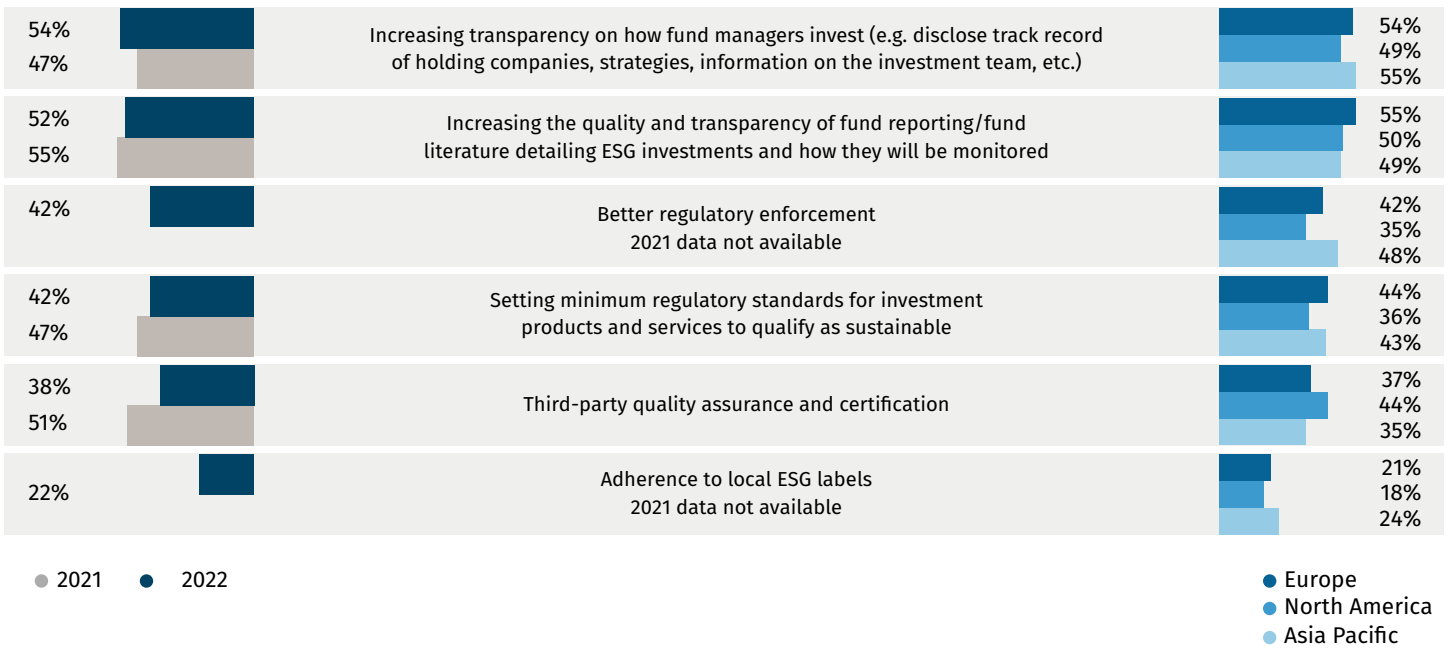 54%
47%
Increasing transparency on how fund managers invest (e.g. disclose track record
of holding companies, strategies, information on the investment team, etc.)
54%
49%
55%
52%
55%
Increasing the quality and transparency of fund reporting/fund
literature detailing ESG investments and how they will be monitored
55%
50%
49%
42%
Better regulatory enforcement
2021 data not available
42%
35%
48%
42%
47%
Setting minimum regulatory standards for investment
products and services to qualify as sustainable
44%
36%
43%
38%
51%
Third-party quality assurance and certification
37%
44%
35%
22%
Adherence to local ESG labels
2021 data not available
21%
18%
24%
2021 2022
Europe
North America
Asia Pacific